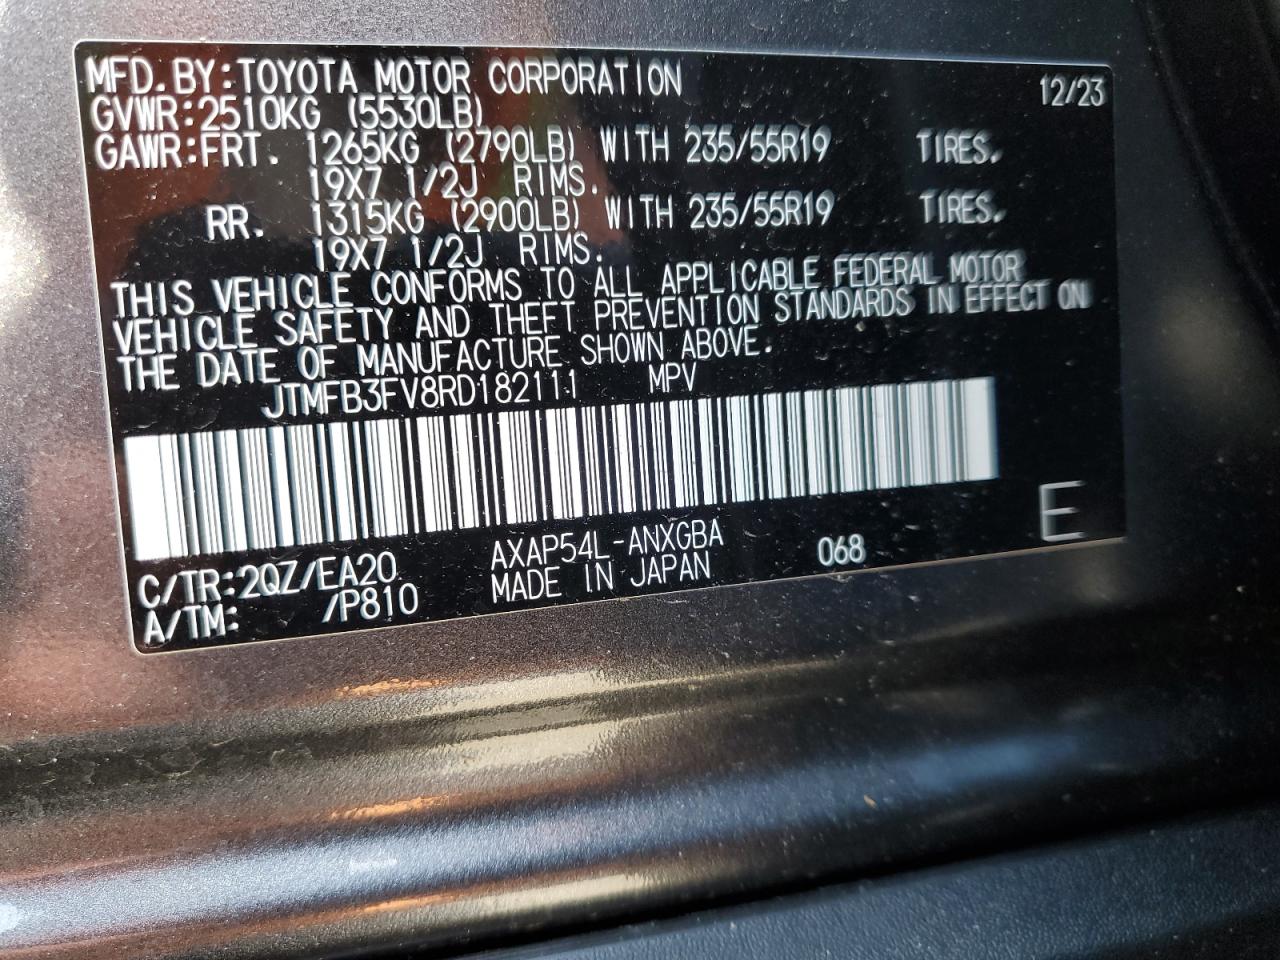 MFD.BY:TOYOTA MOTOR CORPORATION 12/23
GVWR:2510KG (5530LB)
GAWR:FRT. 1265KG (2790LB) WITH 235/55R19 TIRES.
19X7 1/2J RIMS.
RR. 1315KG (2900LB) WITH 235/55R19 TIRES.
19X7 1/2J RIMS.
THIS VEHICLE CONFORMS TO ALL APPLICABLE FEDERAL MOTOR
VEHICLE SAFETY AND THEFT PREVENTION STANDARDS IN EFFECT ON
THE DATE OF MANUFACTURE SHOWN ABOVE.
JTMFB3FV8RD182111 MPV
C/TR:2QZ/EA20 AXAP54L-ANXGBA 068 E
A/TM: /P810 MADE IN JAPAN